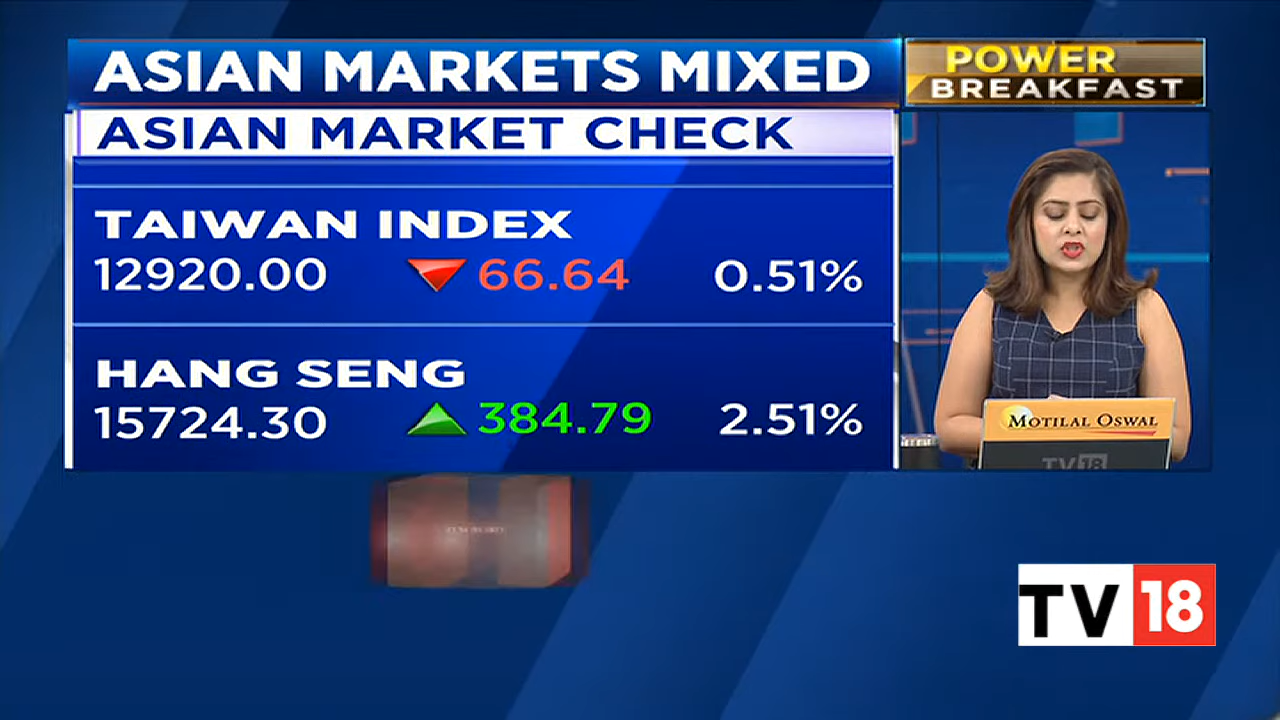 ASIAN MARKETS MIXED
POWER
BREAKFAST
ASIAN MARKET CHECK
TAIWAN INDEX
12920.00 66.64 0.51%
HANG SENG
15724.30 384.79 2.51%
MOTILAL OSWAL
TV18
TV18